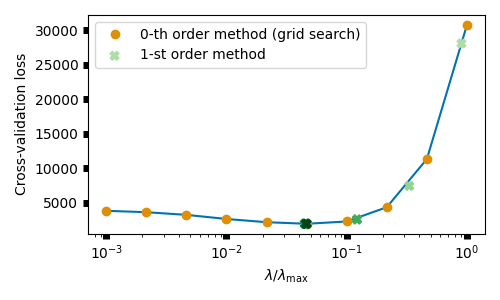 30000
25000
20000
15000
10000
5000
Cross-validation loss
0-th order method (grid search)
1-st order method
10⁻³
10⁻²
10⁻¹
10⁰
λ/λmax